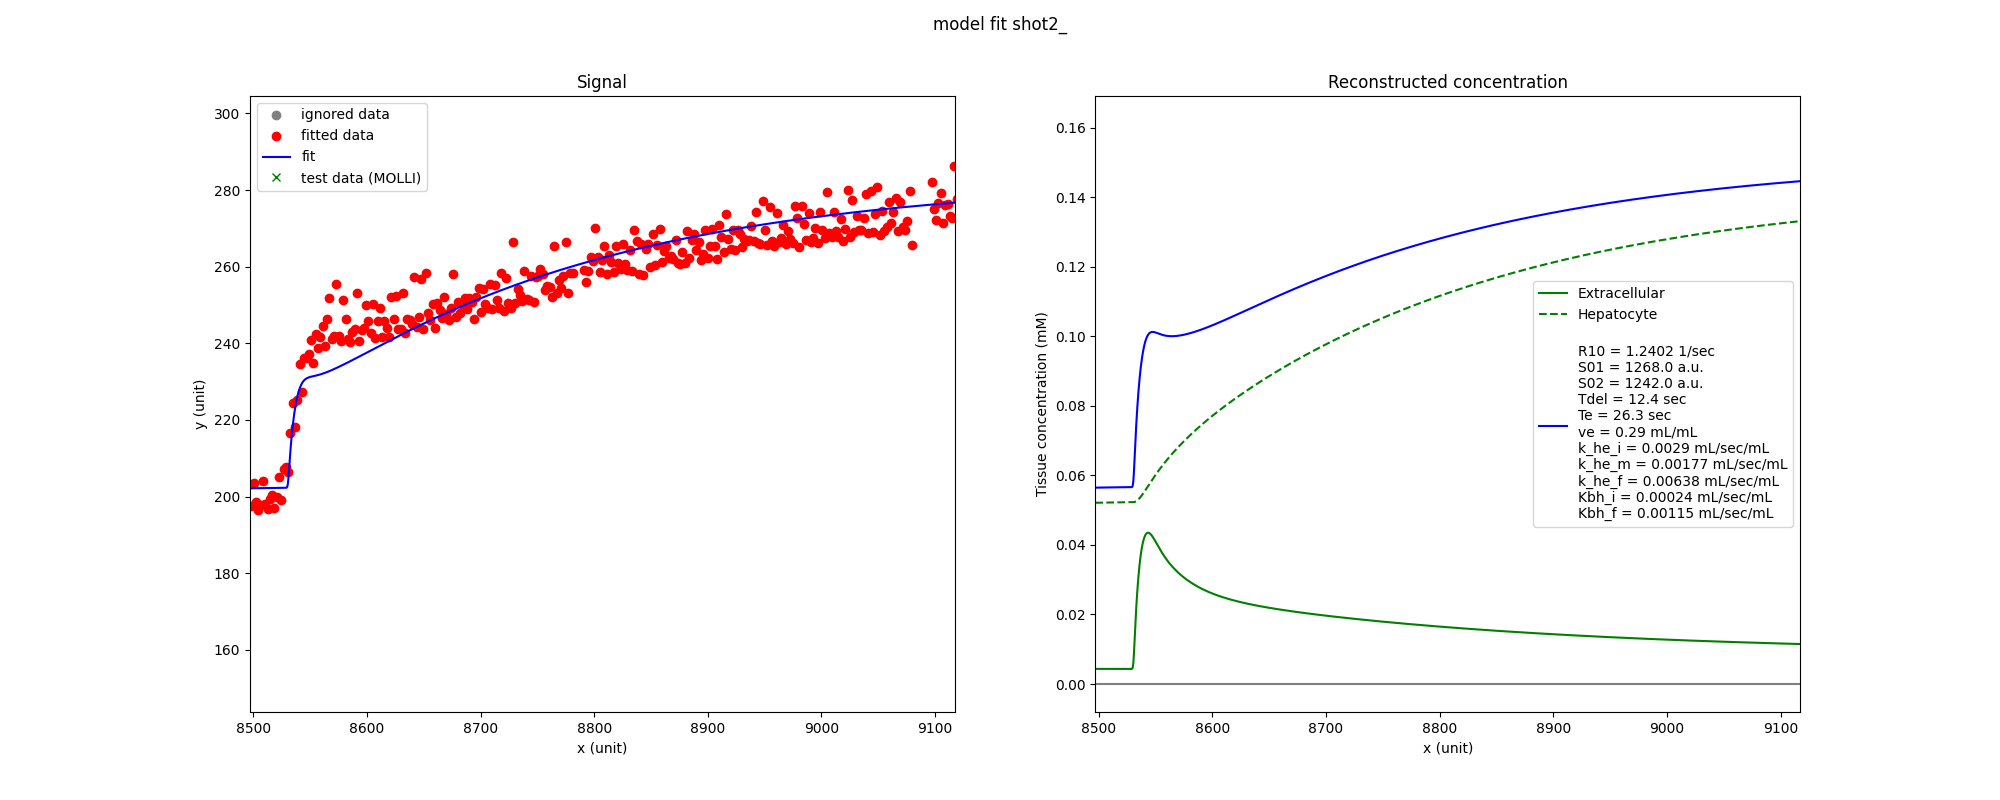 model fit shot2_
Signal
300
280
260
240
220
200
180
160
y (unit)
ignored data
fitted data
fit
test data (MOLLI)
8500 8600 8700 8800 8900 9000 9100
x (unit)
Reconstructed concentration
0.16
0.14
0.12
0.10
0.08
0.06
0.04
0.02
0.00
Tissue concentration (mM)
Extracellular
Hepatocyte
R10 = 1.2402 1/sec
S01 = 1268.0 a.u.
S02 = 1242.0 a.u.
Tdel = 12.4 sec
Te = 26.3 sec
ve = 0.29 mL/mL
k_he_i = 0.0029 mL/sec/mL
k_he_m = 0.00177 mL/sec/mL
k_he_f = 0.00638 mL/sec/mL
Kbh_i = 0.00024 mL/sec/mL
Kbh_f = 0.00115 mL/sec/mL
8500 8600 8700 8800 8900 9000 9100
x (unit)